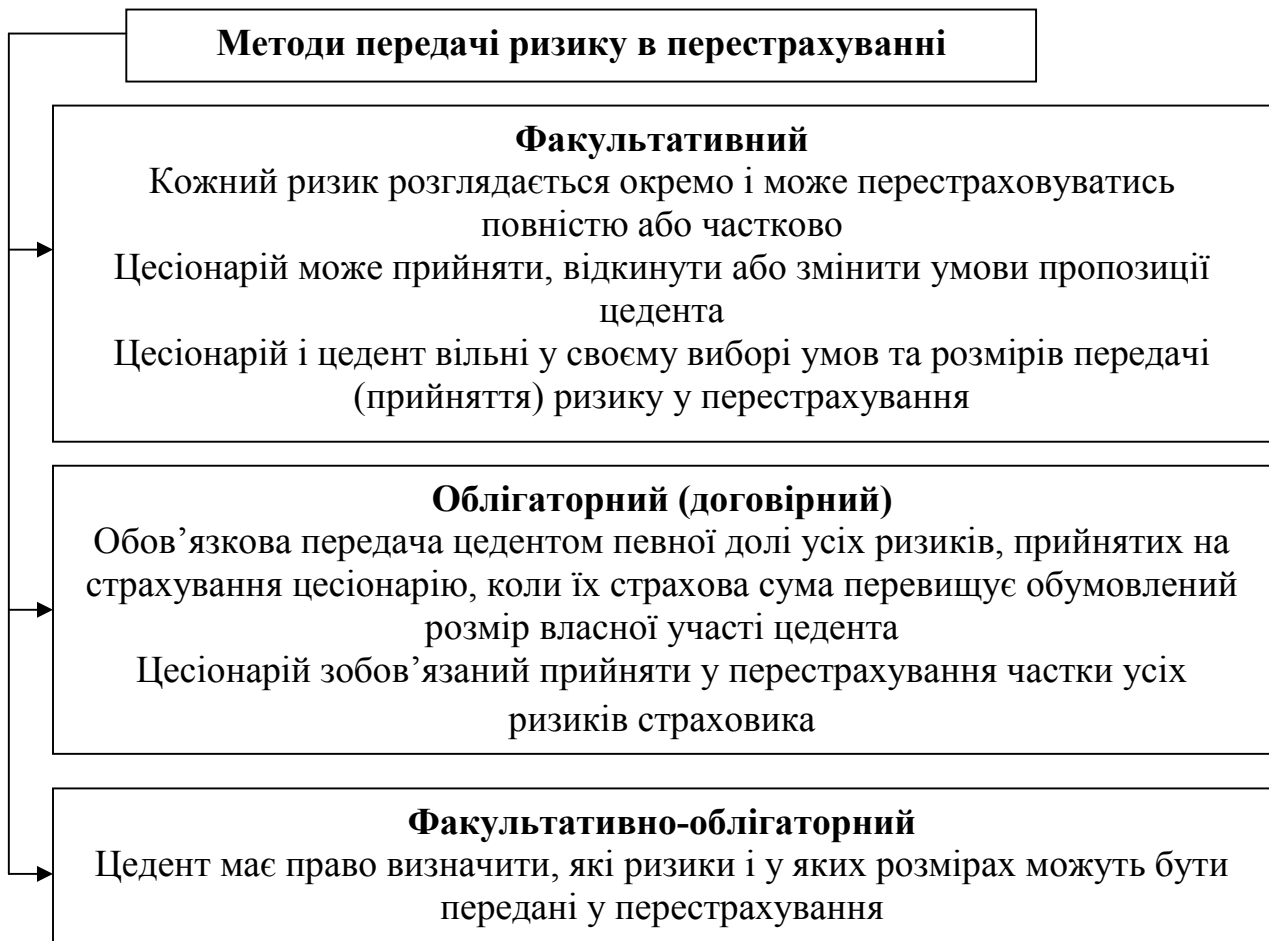 Методи передачі ризику в перестрахуванні
Факультативний
Кожний ризик розглядається окремо і може перестраховуватись
повністю або частково
Цесіонарій може прийняти, відкинути або змінити умови пропозиції
цедента
Цесіонарій і цедент вільні у своєму виборі умов та розмірів передачі
(прийняття) ризику у перестрахування
Облігаторний (договірний)
Обов’язкова передача цедентом певної долі усіх ризиків, прийнятих на
страхування цесіонарію, коли їх страхова сума перевищує обумовлений
розмір власної участі цедента
Цесіонарій зобов’язаний прийняти у перестрахування частки усіх
ризиків страховика
Факультативно-облігаторний
Цедент має право визначити, які ризики і у яких розмірах можуть бути
передані у перестрахування